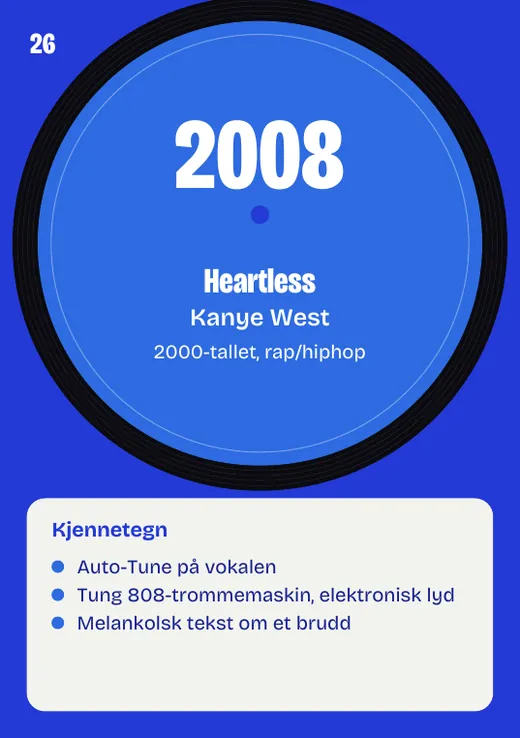 26
2008
Heartless
Kanye West
2000-tallet, rap/hiphop
Kjennetegn
Auto-Tune på vokalen
Tung 808-trommemaskin, elektronisk lyd
Melankolsk tekst om et brudd